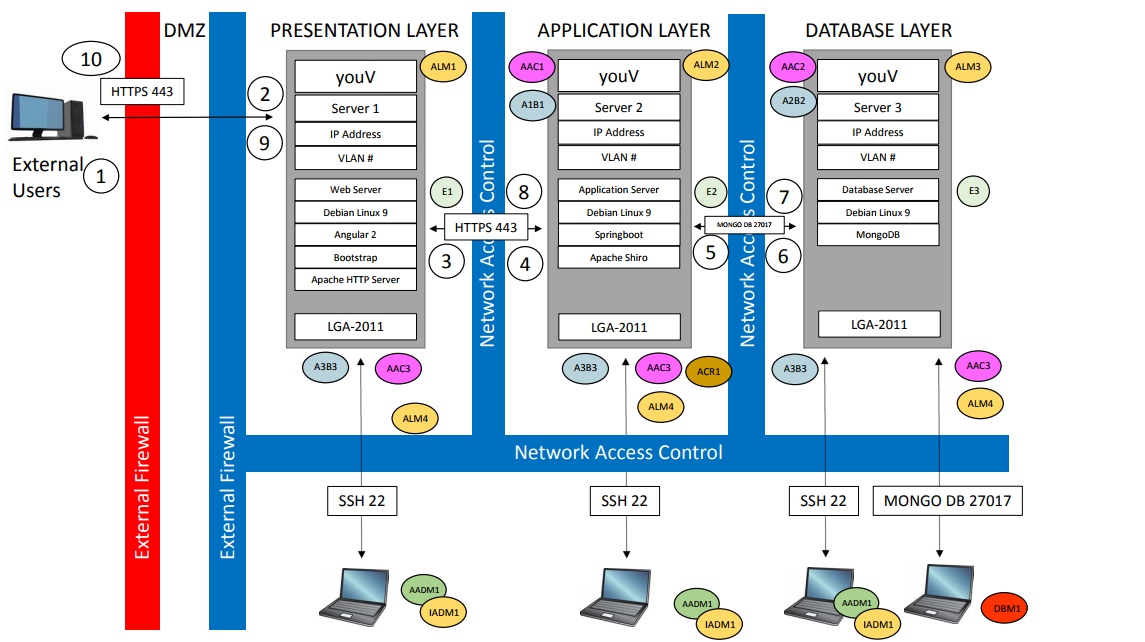 DMZ
PRESENTATION LAYER
APPLICATION LAYER
DATABASE LAYER
10
HTTPS 443
External
Users
1
2
9
youV
Server 1
IP Address
VLAN #
Web Server
Debian Linux 9
Angular 2
Bootstrap
Apache HTTP Server
LGA-2011
ALM1
E1
HTTPS 443
3
8
4
AAC1
A1B1
youV
Server 2
IP Address
VLAN #
Application Server
Debian Linux 9
Springboot
Apache Shiro
LGA-2011
ALM2
E2
MONGO DB 27017
5
7
6
AAC2
A2B2
youV
Server 3
IP Address
VLAN #
Database Server
Debian Linux 9
MongoDB
LGA-2011
ALM3
E3
Network Access Control
Network Access Control
A3B3
AAC3
ALM4
A3B3
AAC3
ACR1
ALM4
A3B3
AAC3
ALM4
External Firewall
External Firewall
Network Access Control
SSH 22
SSH 22
SSH 22
MONGO DB 27017
AADM1
IADM1
AADM1
IADM1
AADM1
IADM1
DBM1